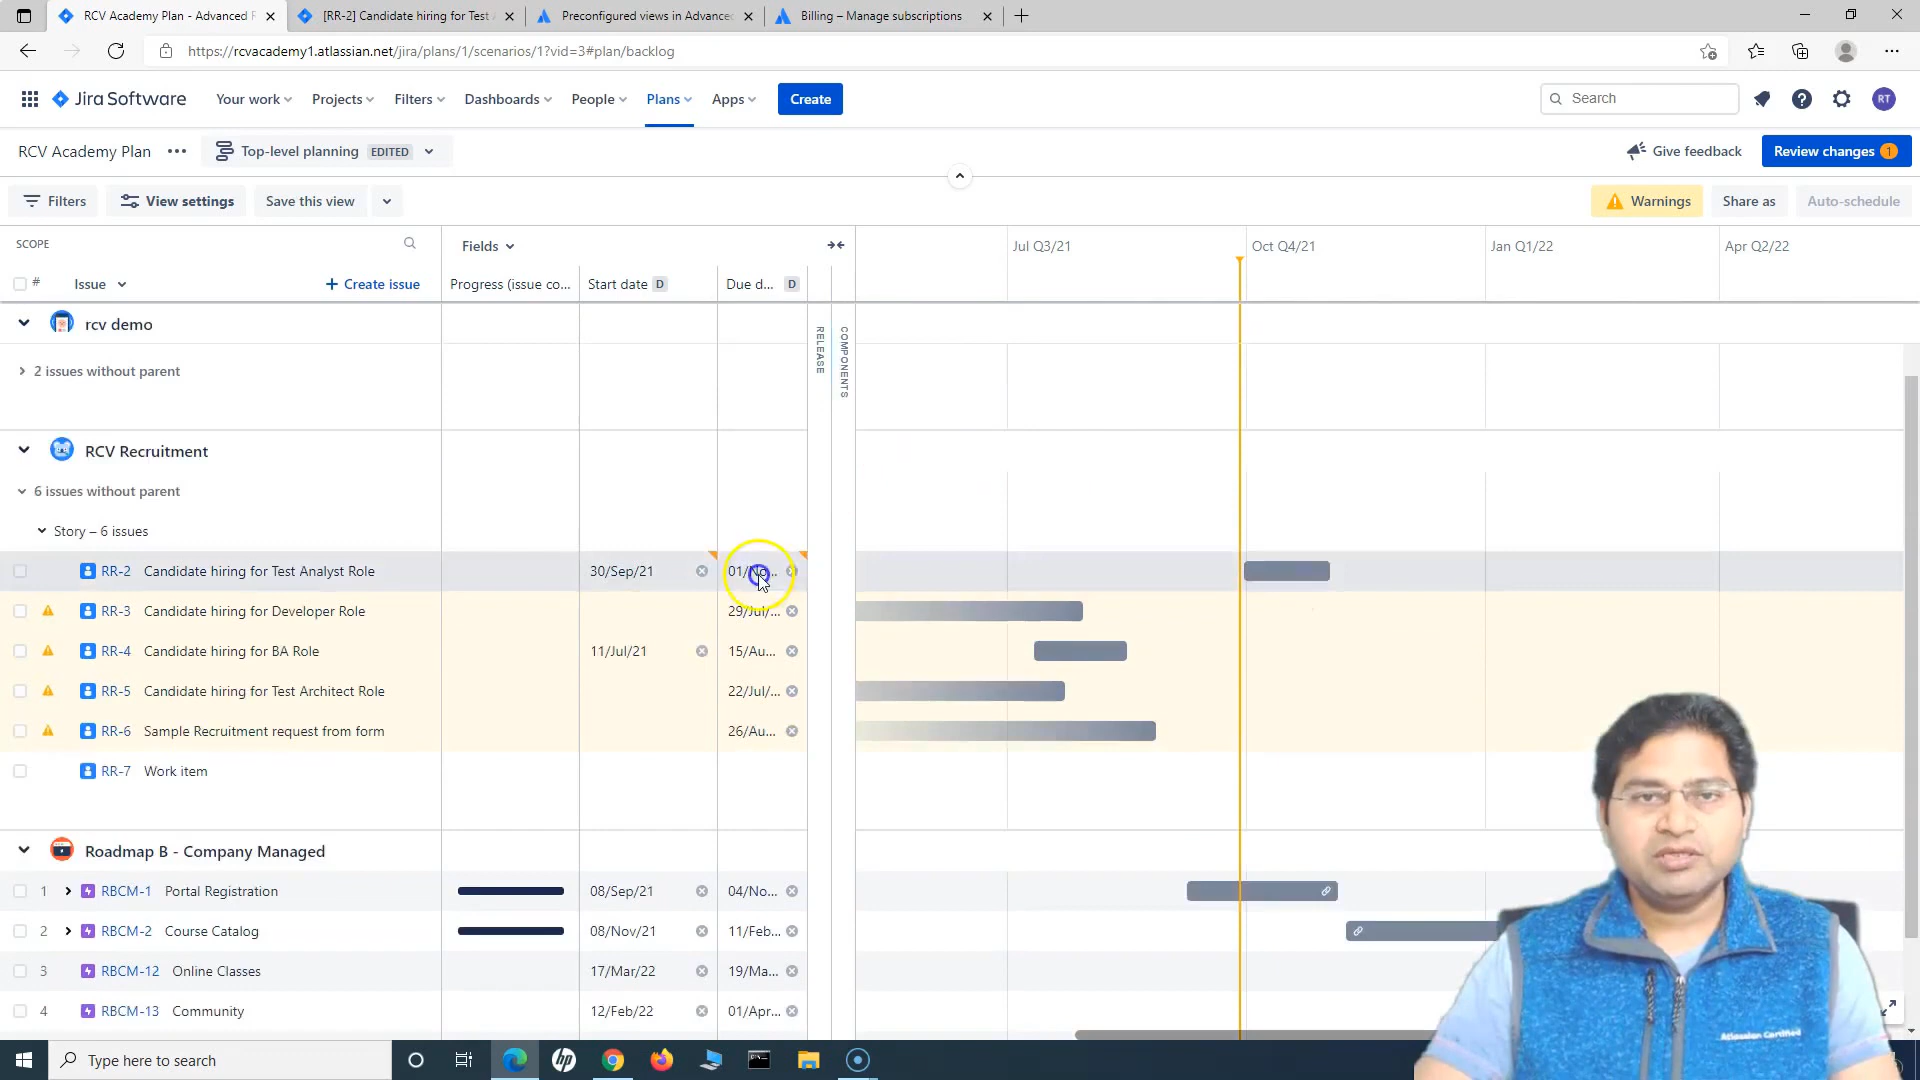 RCV Academy Plan - Advanced R
[RR-2] Candidate hiring for Test A
Preconfigured views in Advanced
Billing – Manage subscriptions
https://rcvacademy1.atlassian.net/jira/plans/1/scenarios/1?vid=3#plan/backlog
Jira Software Your work Projects Filters Dashboards People Plans Apps Create Search RT
RCV Academy Plan ••• Top-level planning EDITED Give feedback Review changes 1
Filters View settings Save this view Warnings Share as Auto-schedule
SCOPE Fields Jul Q3/21 Oct Q4/21 Jan Q1/22 Apr Q2/22
# Issue + Create issue Progress (issue co... Start date D Due d... D
RELEASE
COMPONENTS
rcv demo
2 issues without parent
RCV Recruitment
6 issues without parent
Story – 6 issues
RR-2 Candidate hiring for Test Analyst Role 30/Sep/21 01/No...
RR-3 Candidate hiring for Developer Role 29/Jul/...
RR-4 Candidate hiring for BA Role 11/Jul/21 15/Au...
RR-5 Candidate hiring for Test Architect Role 22/Jul/...
RR-6 Sample Recruitment request from form 26/Au...
RR-7 Work item
Roadmap B - Company Managed
1 RBCM-1 Portal Registration 08/Sep/21 04/No...
2 RBCM-2 Course Catalog 08/Nov/21 11/Feb...
3 RBCM-12 Online Classes 17/Mar/22 19/Ma...
4 RBCM-13 Community 12/Feb/22 01/Apr...
Atlassian Certified
Type here to search
hp